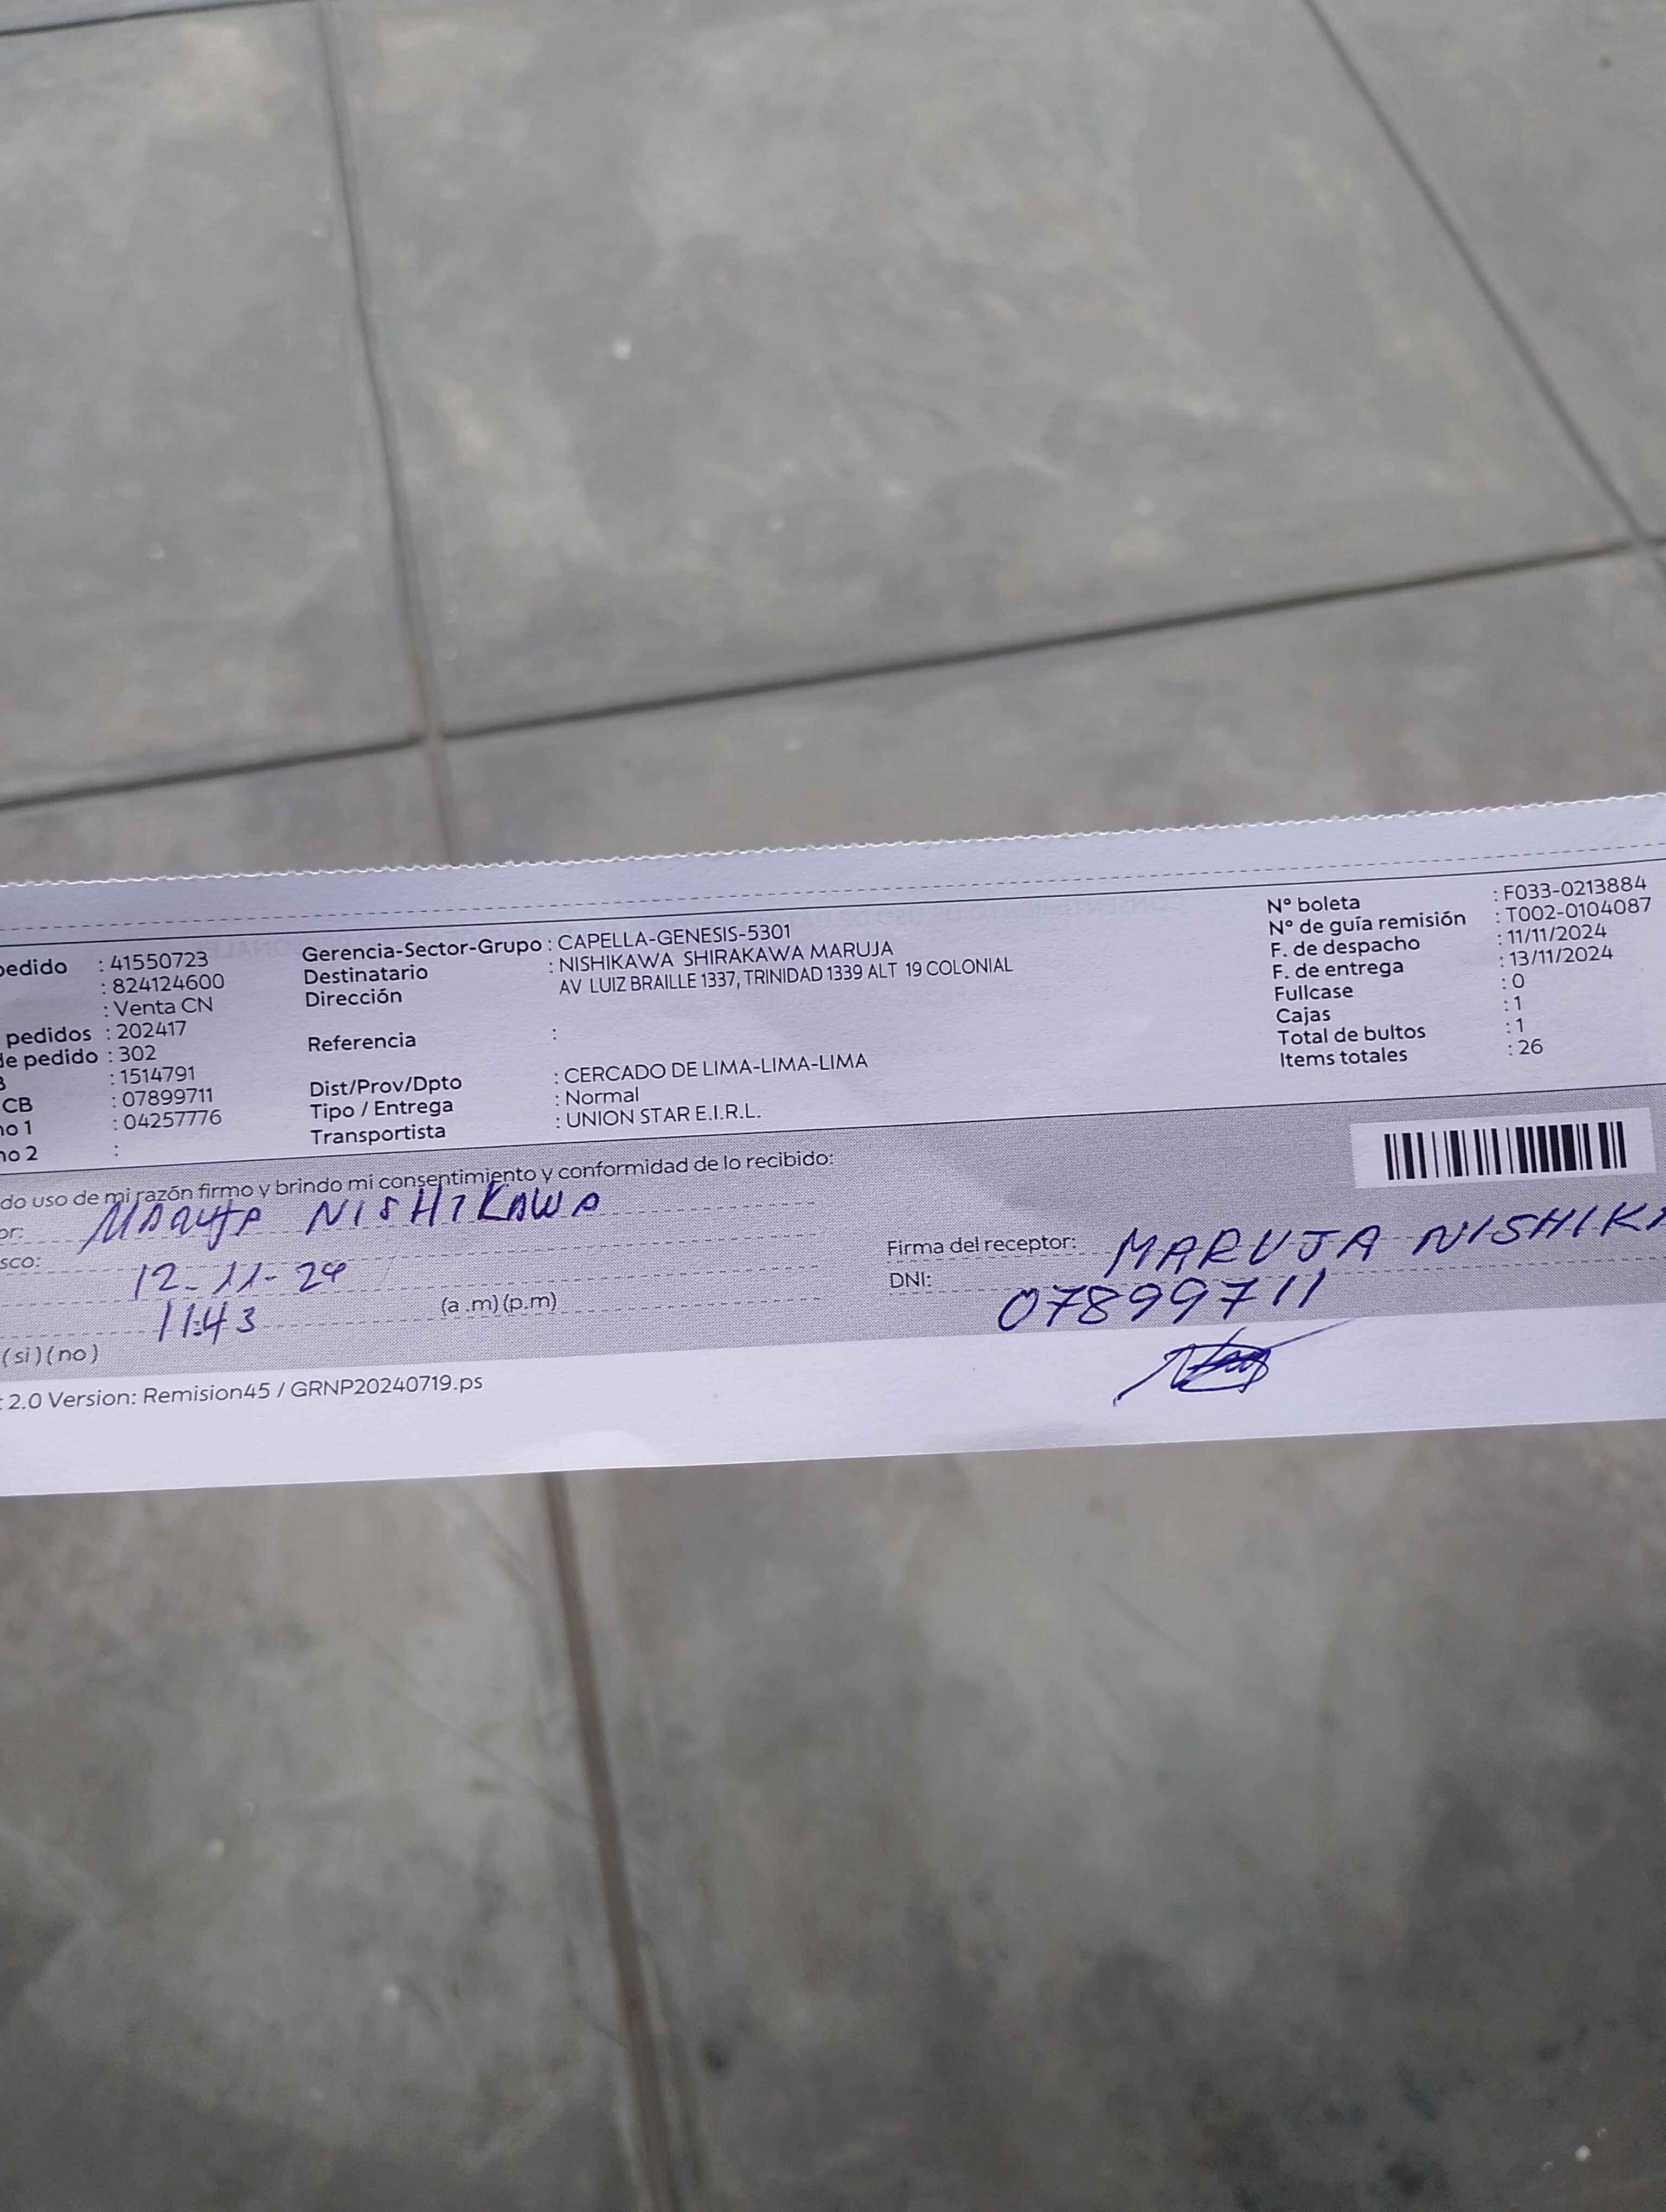 pedido : 41550723
: 824124600
: Venta CN
pedidos : 202417
de pedido : 302
: 1514791
CB : 07899711
no 1 : 04257776
no 2 :
Gerencia-Sector-Grupo : CAPELLA-GENESIS-5301
Destinatario : NISHIKAWA SHIRAKAWA MARUJA
Dirección AV LUIZ BRAILLE 1337, TRINIDAD 1339 ALT 19 COLONIAL
Referencia :
Dist/Prov/Dpto : CERCADO DE LIMA-LIMA-LIMA
Tipo / Entrega : Normal
Transportista : UNION STAR E.I.R.L.
N° boleta : F033-0213884
N° de guía remisión : T002-0104087
F. de despacho : 11/11/2024
F. de entrega : 13/11/2024
Fullcase : 0
Cajas : 1
Total de bultos : 1
Items totales : 26
do uso de mi razón firmo y brindo mi consentimiento y conformidad de lo recibido:
or: MARUJA NISHIKAWA
sco:
12-11-24
11:43 (a .m) (p.m)
(si) (no)
Firma del receptor: MARUJA NISHIKA
DNI: 07899711
2.0 Version: Remision45 / GRNP20240719.ps